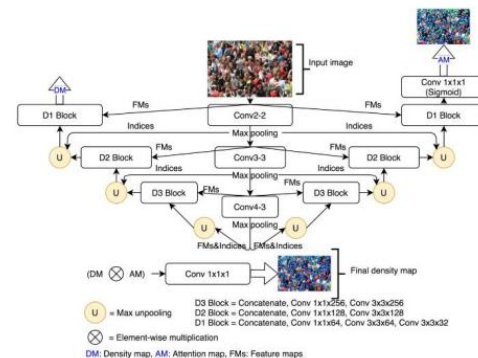 AM
Input image
Conv 1x1x1
(Sigmoid)
DM
FMs
FMs
D1 Block
Conv2-2
D1 Block
Indices
Max pooling
Indices
U
D2 Block
FMs
Conv3-3
FMs
D2 Block
U
Indices
Max pooling
Indices
U
D3 Block
FMs
FMs
D3 Block
U
Conv4-3
U
Max pooling
U
FMs&Indices
FMs&Indices
(DM ⊗ AM)
Conv 1x1x1
Final density map
U = Max unpooling
D3 Block = Concatenate, Conv 1x1x256, Conv 3x3x256
D2 Block = Concatenate, Conv 1x1x128, Conv 3x3x128
D1 Block = Concatenate, Conv 1x1x64, Conv 3x3x64, Conv 3x3x32
⊗ = Element-wise multiplication
DM: Density map, AM: Attention map, FMs: Feature maps